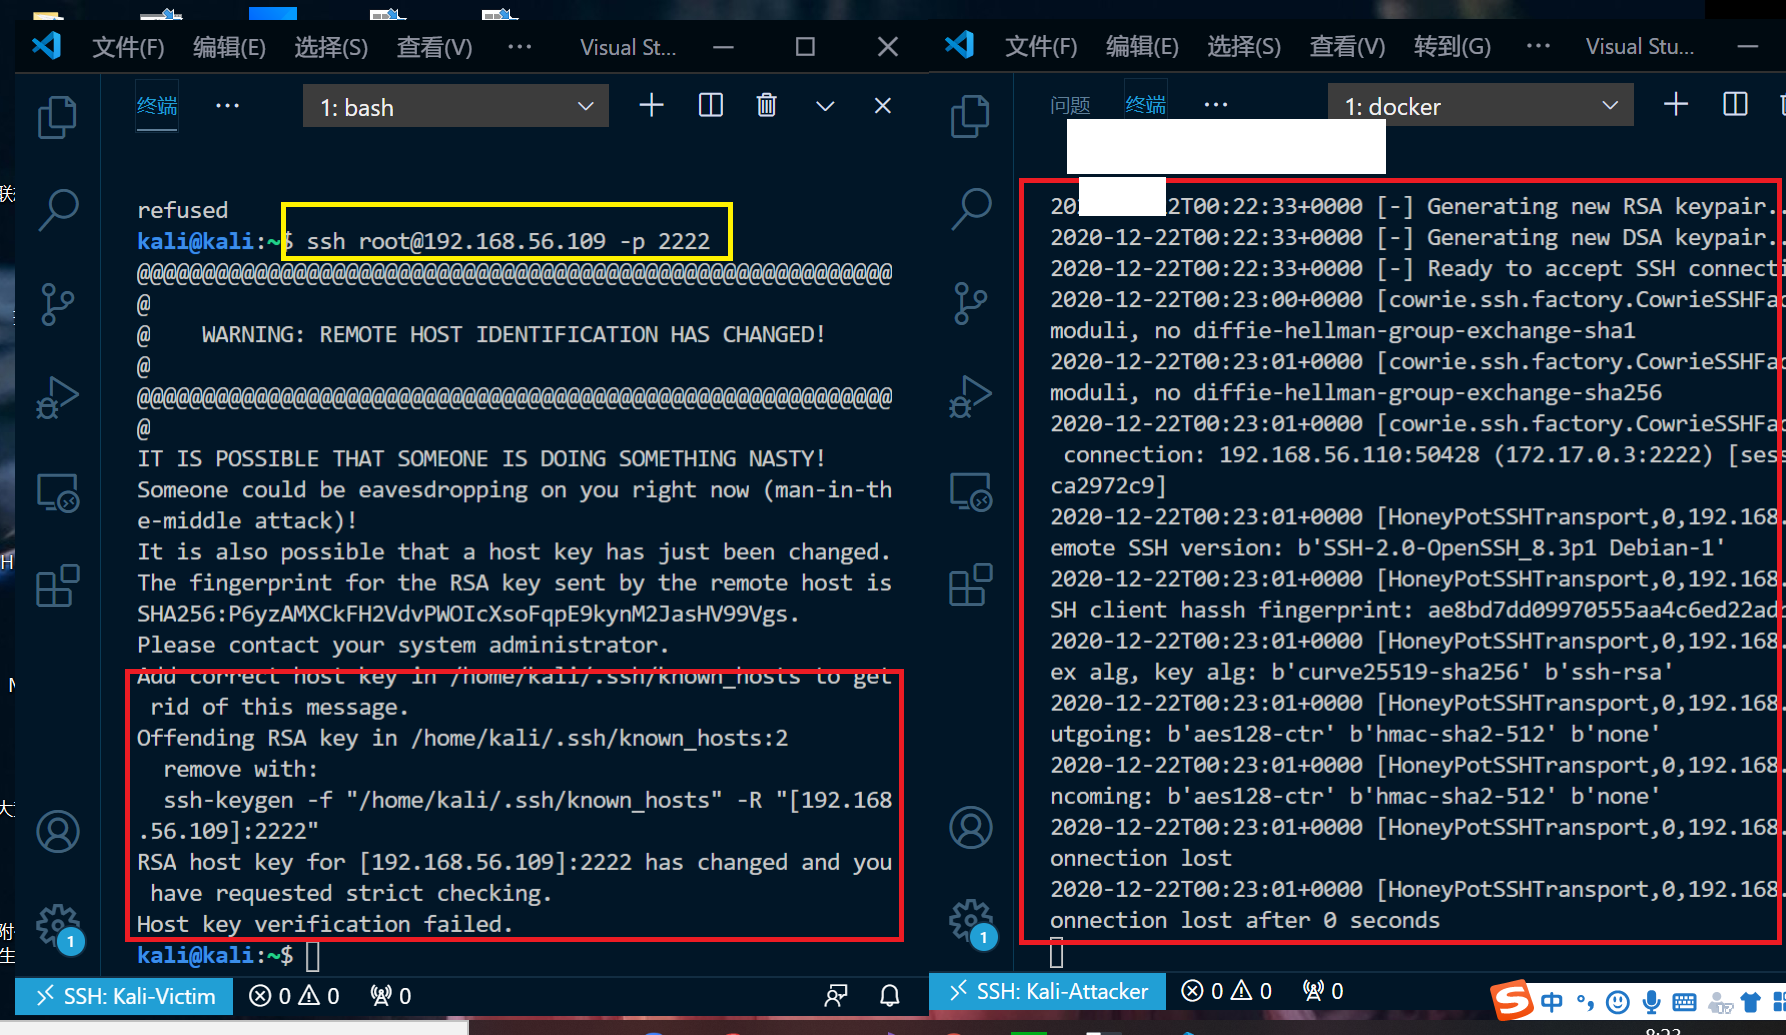 文件(F) 编辑(E) 选择(S) 查看(V) ··· Visual St...
终端 ··· 1: bash
refused
kali@kali:~$ ssh root@192.168.56.109 -p 2222
@@@@@@@@@@@@@@@@@@@@@@@@@@@@@@@@@@@@@@@@@@@@@@@@@@@@@@@@@@
@
@    WARNING: REMOTE HOST IDENTIFICATION HAS CHANGED!
@
@@@@@@@@@@@@@@@@@@@@@@@@@@@@@@@@@@@@@@@@@@@@@@@@@@@@@@@@@@
@
IT IS POSSIBLE THAT SOMEONE IS DOING SOMETHING NASTY!
Someone could be eavesdropping on you right now (man-in-th
e-middle attack)!
It is also possible that a host key has just been changed.
The fingerprint for the RSA key sent by the remote host is
SHA256:P6yzAMXCkFH2VdvPWOIcXsoFqpE9kynM2JasHV99Vgs.
Please contact your system administrator.
Add correct host key in /home/kali/.ssh/known_hosts to get
 rid of this message.
Offending RSA key in /home/kali/.ssh/known_hosts:2
  remove with:
  ssh-keygen -f "/home/kali/.ssh/known_hosts" -R "[192.168
.56.109]:2222"
RSA host key for [192.168.56.109]:2222 has changed and you
 have requested strict checking.
Host key verification failed.
kali@kali:~$
SSH: Kali-Victim 0 0 0
1
文件(F) 编辑(E) 选择(S) 查看(V) 转到(G) ··· Visual Stu...
问题 终端 ··· 1: docker
202 22T00:22:33+0000 [-] Generating new RSA keypair..
2020-12-22T00:22:33+0000 [-] Generating new DSA keypair..
2020-12-22T00:22:33+0000 [-] Ready to accept SSH connecti
2020-12-22T00:23:00+0000 [cowrie.ssh.factory.CowrieSSHFac
moduli, no diffie-hellman-group-exchange-sha1
2020-12-22T00:23:01+0000 [cowrie.ssh.factory.CowrieSSHFac
moduli, no diffie-hellman-group-exchange-sha256
2020-12-22T00:23:01+0000 [cowrie.ssh.factory.CowrieSSHFac
 connection: 192.168.56.110:50428 (172.17.0.3:2222) [sess
ca2972c9]
2020-12-22T00:23:01+0000 [HoneyPotSSHTransport,0,192.168.
emote SSH version: b'SSH-2.0-OpenSSH_8.3p1 Debian-1'
2020-12-22T00:23:01+0000 [HoneyPotSSHTransport,0,192.168.
SH client hassh fingerprint: ae8bd7dd09970555aa4c6ed22adc
2020-12-22T00:23:01+0000 [HoneyPotSSHTransport,0,192.168.
ex alg, key alg: b'curve25519-sha256' b'ssh-rsa'
2020-12-22T00:23:01+0000 [HoneyPotSSHTransport,0,192.168.
utgoing: b'aes128-ctr' b'hmac-sha2-512' b'none'
2020-12-22T00:23:01+0000 [HoneyPotSSHTransport,0,192.168.
ncoming: b'aes128-ctr' b'hmac-sha2-512' b'none'
2020-12-22T00:23:01+0000 [HoneyPotSSHTransport,0,192.168.
onnection lost
2020-12-22T00:23:01+0000 [HoneyPotSSHTransport,0,192.168.
onnection lost after 0 seconds
SSH: Kali-Attacker 0 0 0
1
中